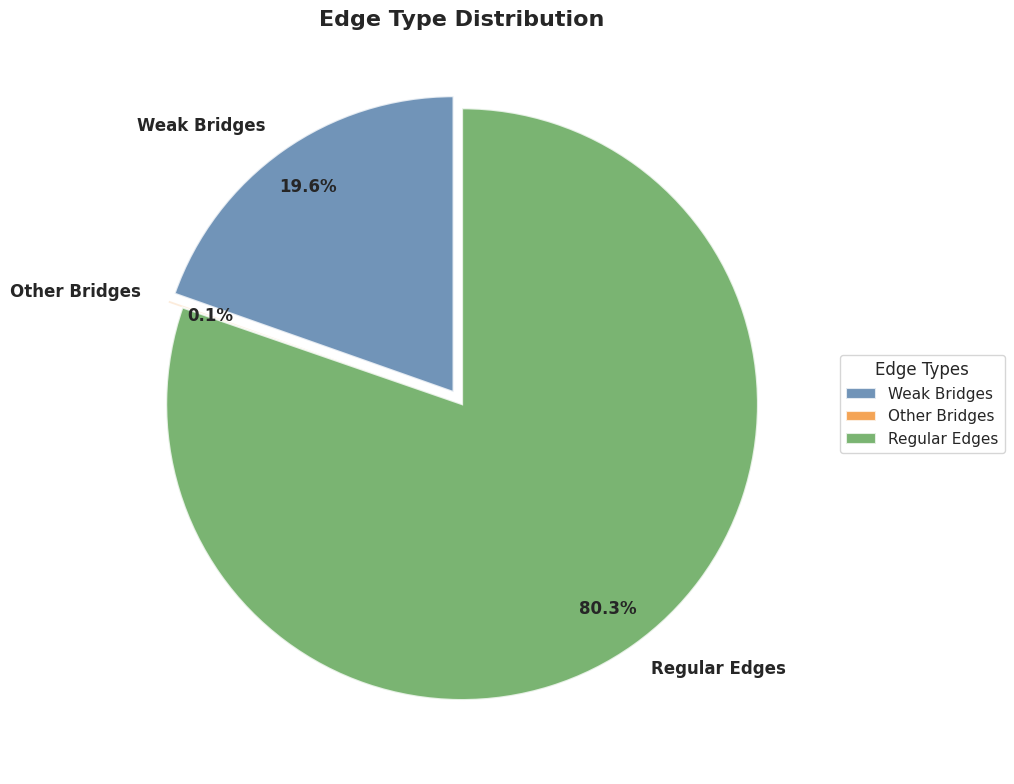 Edge Type Distribution
Weak Bridges
19.6%
Other Bridges
0.1%
80.3%
Regular Edges
Edge Types
Weak Bridges
Other Bridges
Regular Edges